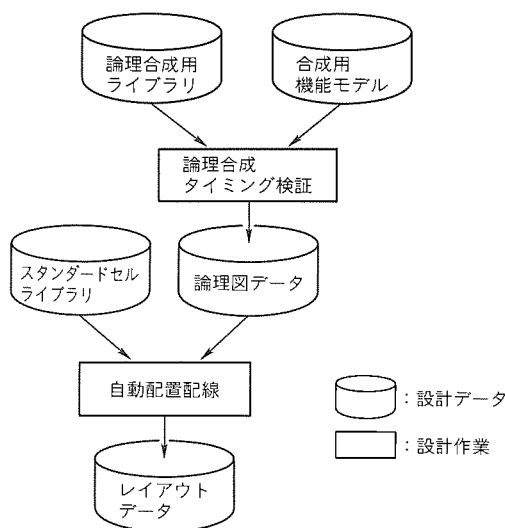 論理合成用
ライブラリ
合成用
機能モデル
論理合成
タイミング検証
スタンダードセル
ライブラリ
論理図データ
自動配置配線
：設計データ
：設計作業
レイアウト
データ